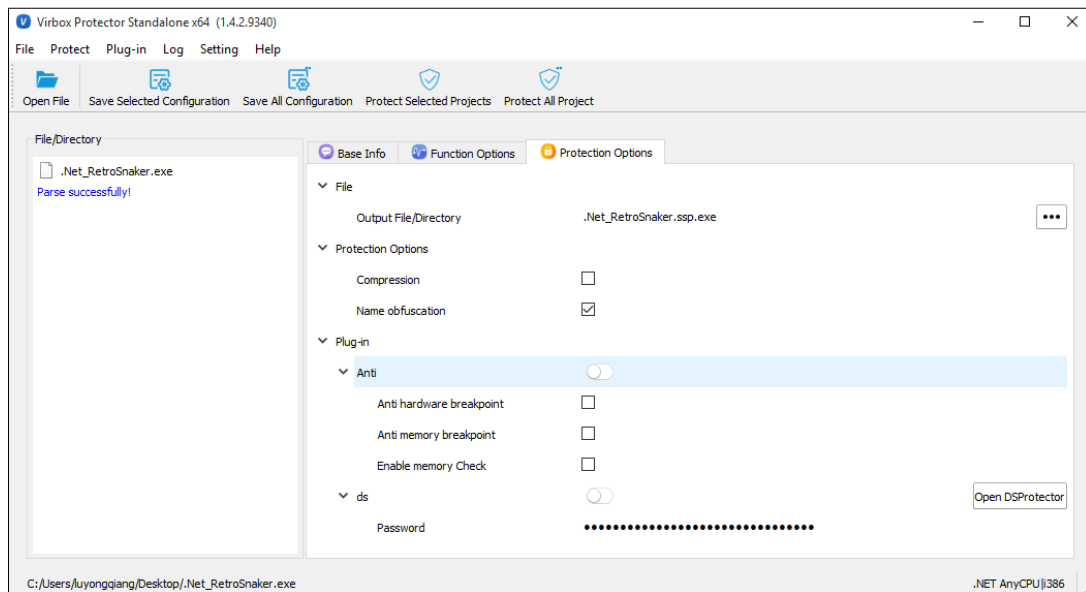 Virbox Protector Standalone x64 (1.4.2.9340)
File Protect Plug-in Log Setting Help
Open File Save Selected Configuration Save All Configuration Protect Selected Projects Protect All Project
File/Directory
.Net_RetroSnaker.exe
Parse successfully!
Base Info Function Options Protection Options
File
Output File/Directory .Net_RetroSnaker.ssp.exe
Protection Options
Compression
Name obfuscation
Plug-in
Anti
Anti hardware breakpoint
Anti memory breakpoint
Enable memory Check
ds Open DSProtector
Password ••••••••••••••••••••••••••••••••
C:/Users/luyongqiang/Desktop/.Net_RetroSnaker.exe .NET AnyCPU|i386